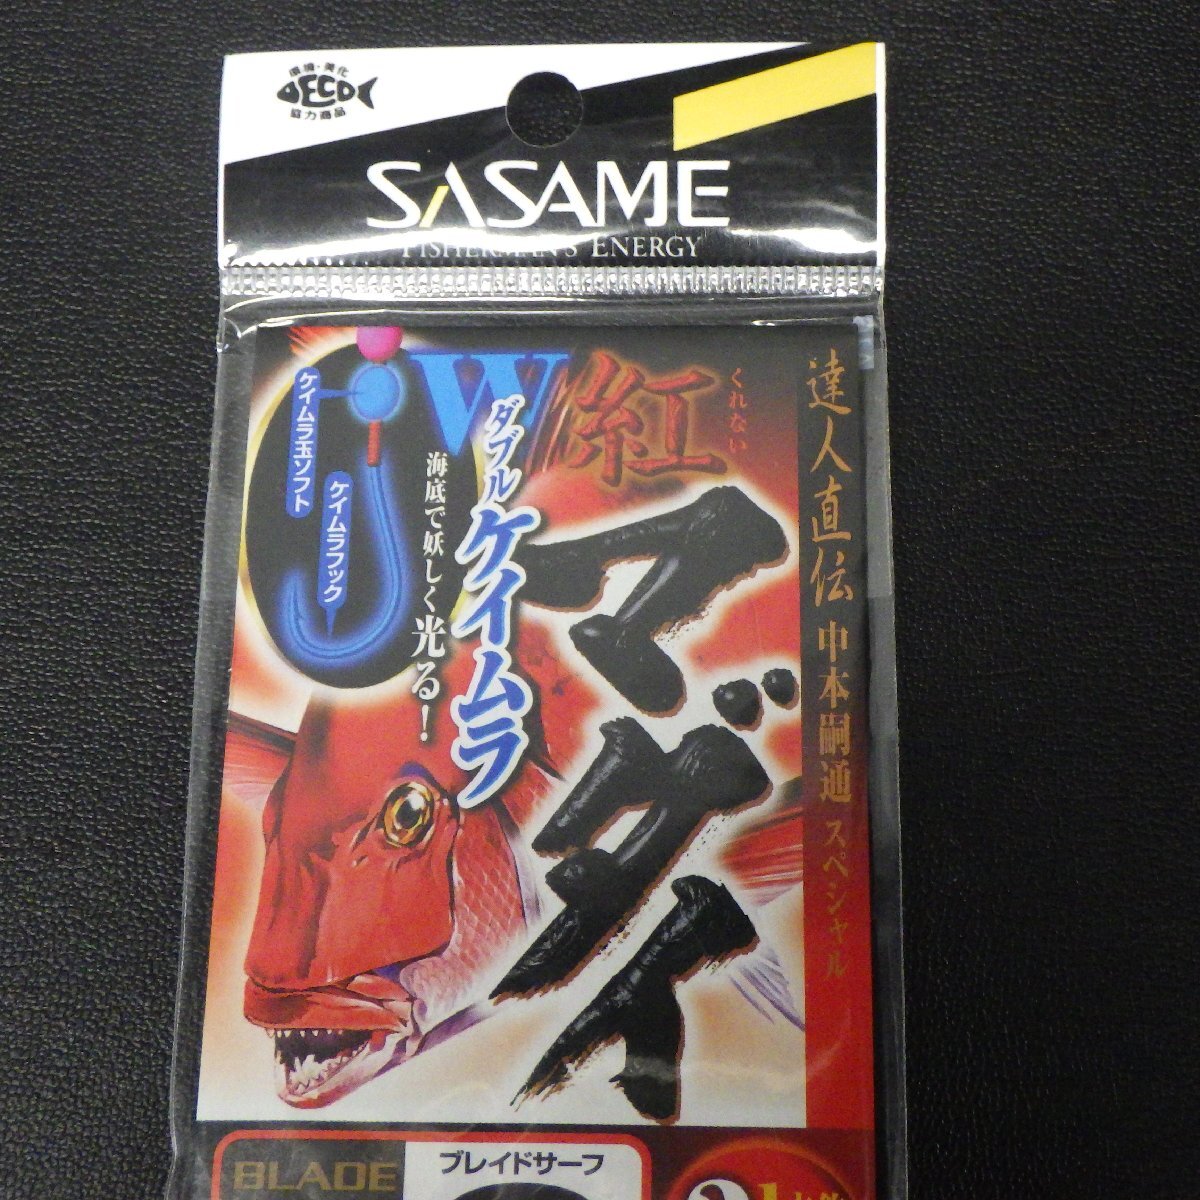 環境・美化
DECO
協力商品
SASAME
FISHERMAN'S ENERGY
達人直伝 中本嗣通 スペシャル
くれない
紅
マダイ
W
ダブルケイムラ
海底で妖しく光る!
ケイムラ玉ソフト
ケイムラフック
BLADE
ブレイドサーフ